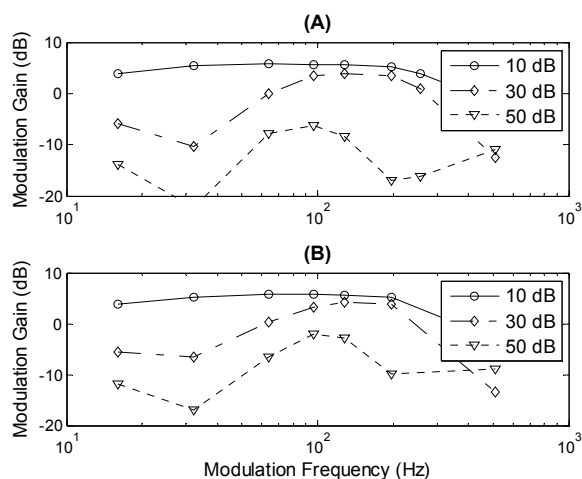 (A)
Modulation Gain (dB)
10
0
-10
-20
10 dB
30 dB
50 dB
10^1
10^2
10^3
(B)
Modulation Gain (dB)
10
0
-10
-20
10 dB
30 dB
50 dB
10^1
10^2
10^3
Modulation Frequency (Hz)